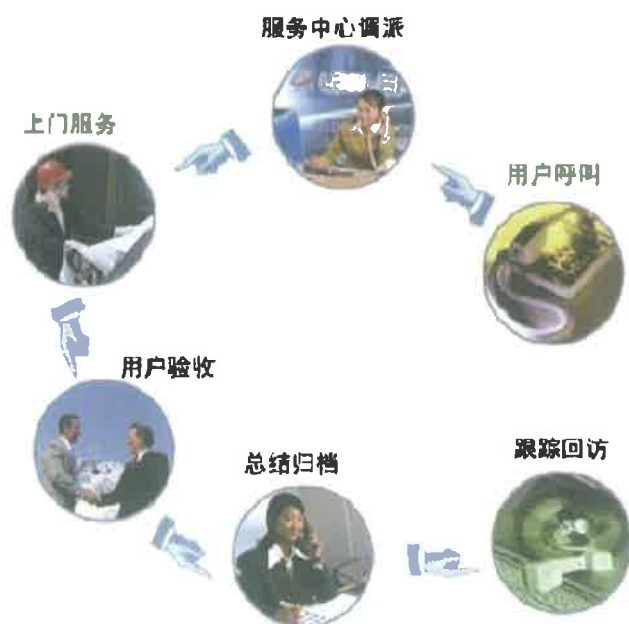 服务中心调派
上门服务
用户呼叫
用户验收
总结归档
跟踪回访